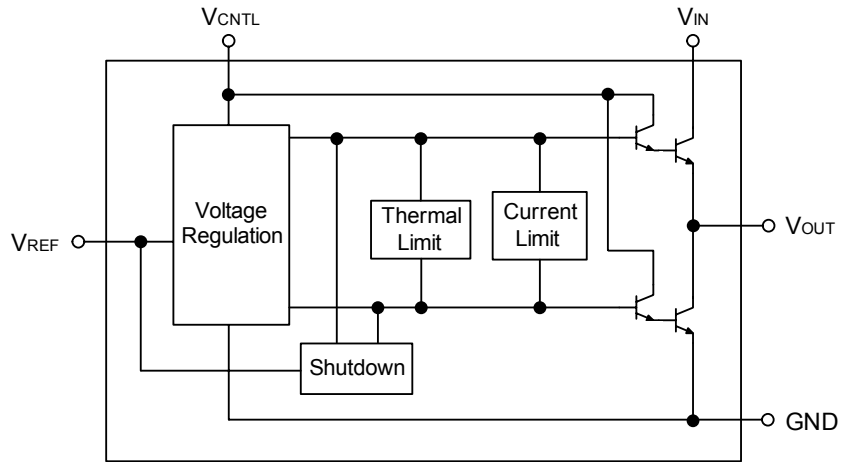 VCNTL
VIN
Voltage
Regulation
Thermal
Limit
Current
Limit
VREF
VOUT
Shutdown
GND